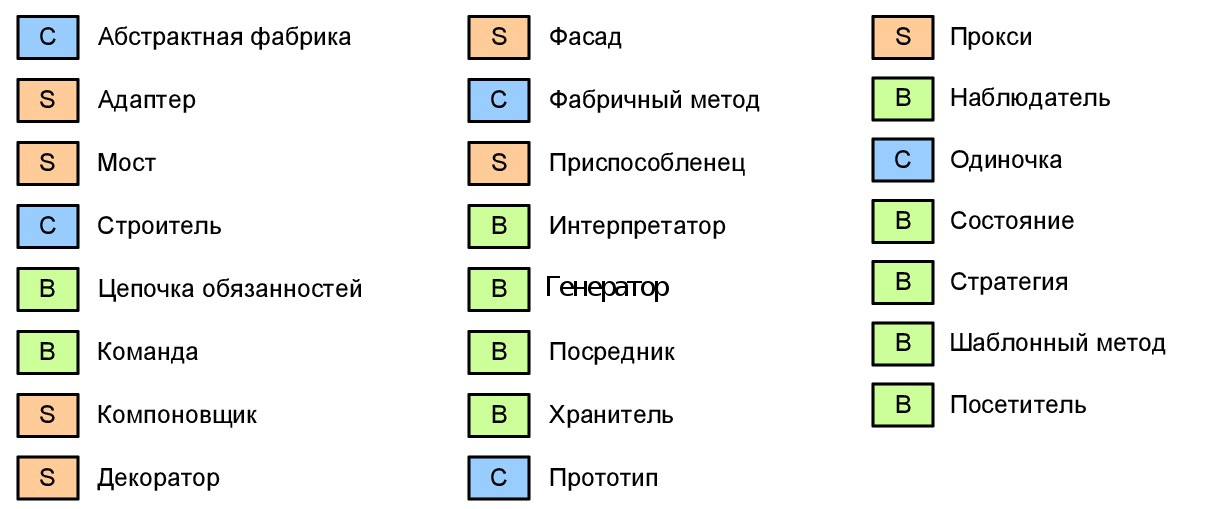 C Абстрактная фабрика
S Адаптер
S Мост
C Строитель
B Цепочка обязанностей
B Команда
S Компоновщик
S Декоратор
S Фасад
C Фабричный метод
S Приспособленец
B Интерпретатор
B Генератор
B Посредник
B Хранитель
C Прототип
S Прокси
B Наблюдатель
C Одиночка
B Состояние
B Стратегия
B Шаблонный метод
B Посетитель